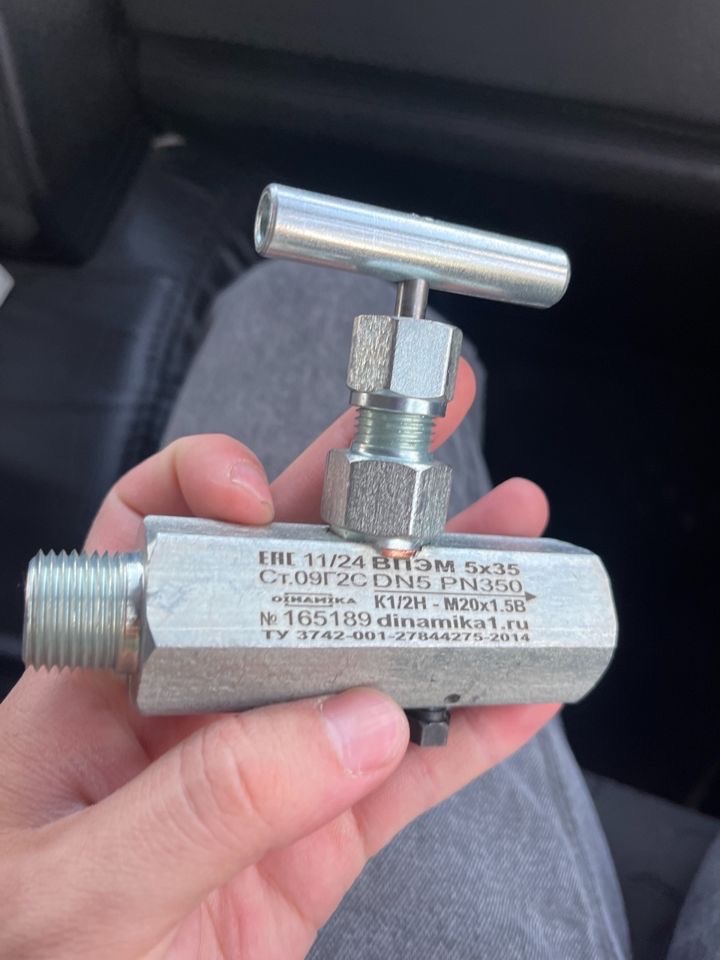 ЕАС 11/24 ВПЭМ 5х35
Ст.09Г2С DN5 PN350
DINAMIKA К1/2Н - М20х1.5В
№ 165189 dinamika1.ru
ТУ 3742-001-27844275-2014